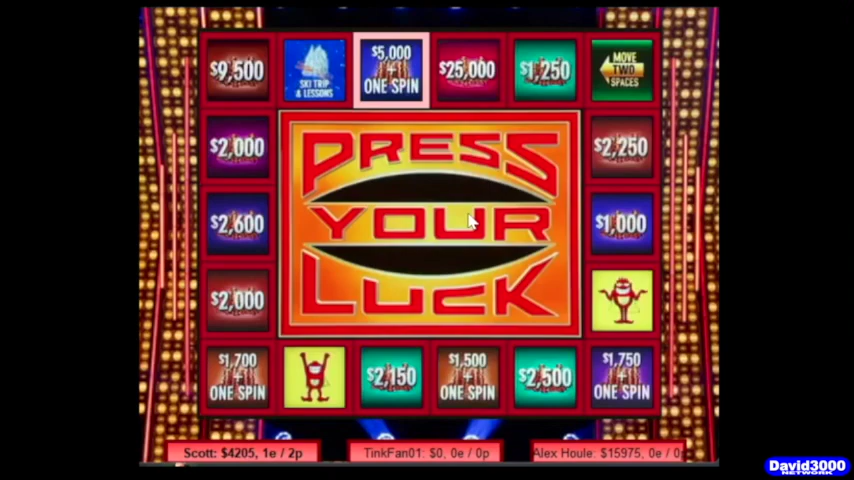 $9,500
SKI TRIP
& LESSONS
$5,000
+
ONE SPIN
$25,000
$1,250
MOVE
TWO
SPACES
$2,000
$2,250
$2,600
$1,000
$2,000
PRESS
YOUR
LUCK
$1,700
+
ONE SPIN
$2,150
$1,500
+
ONE SPIN
$2,500
$1,750
+
ONE SPIN
Scott: $4205, 1e / 2p
TinkFan01: $0, 0e / 0p
Alex Houle: $15975, 0e / 0p
David3000
NETWORK